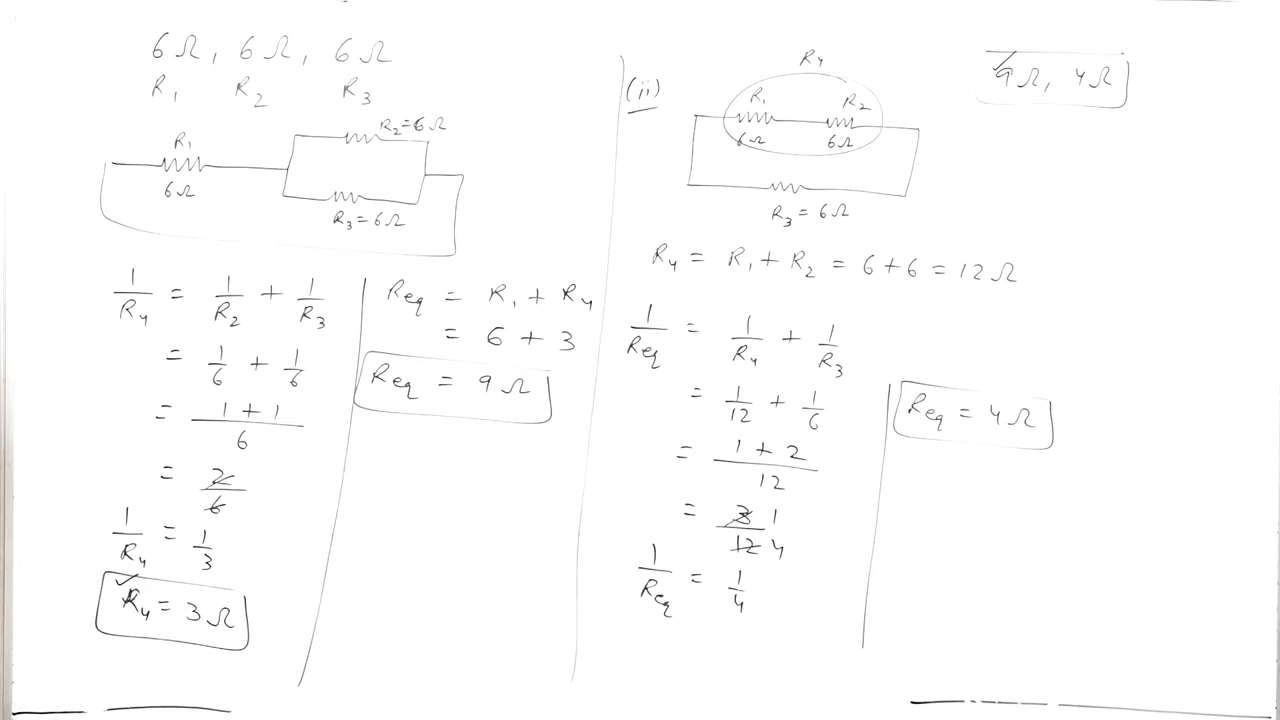 6Ω, 6Ω, 6Ω
R₁ R₂ R₃
R₁
6Ω
R₂=6Ω
R₃=6Ω
1/R₄ = 1/R₂ + 1/R₃
= 1/6 + 1/6
= (1+1)/6
= 2/6
1/R₄ = 1/3
R₄ = 3Ω
Req = R₁ + R₄
= 6 + 3
Req = 9Ω
(ii)
R₄
R₁ R₂
6Ω 6Ω
R₃ = 6Ω
R₄ = R₁ + R₂ = 6+6 = 12Ω
1/Req = 1/R₄ + 1/R₃
= 1/12 + 1/6
= (1+2)/12
= 3/12 1/4
1/Req = 1/4
Req = 4Ω
9Ω, 4Ω